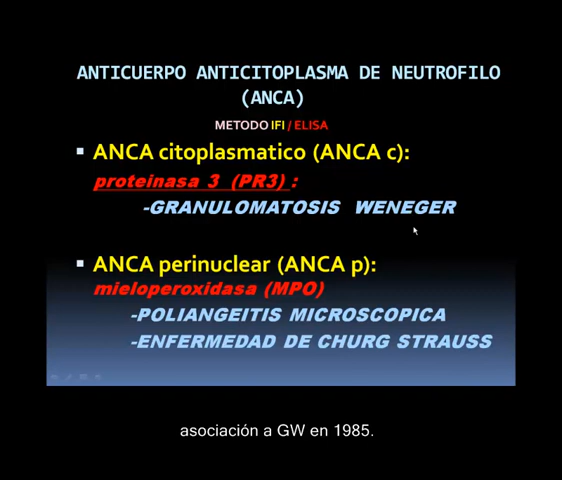 ANTICUERPO ANTICITOPLASMA DE NEUTROFILO
(ANCA)
METODO IFI / ELISA
▪ ANCA citoplasmatico (ANCA c):
proteinasa 3 (PR3) :
-GRANULOMATOSIS WENEGER
▪ ANCA perinuclear (ANCA p):
mieloperoxidasa (MPO)
-POLIANGEITIS MICROSCOPICA
-ENFERMEDAD DE CHURG STRAUSS
asociación a GW en 1985.